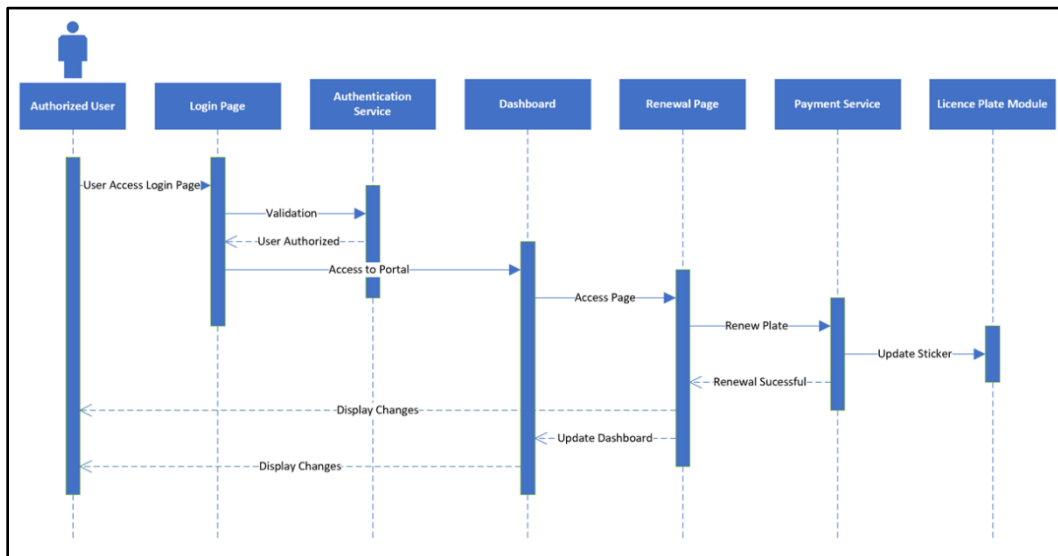 Authorized User
Login Page
Authentication
Service
Dashboard
Renewal Page
Payment Service
Licence Plate Module
User Access Login Page
Validation
User Authorized
Access to Portal
Access Page
Renew Plate
Update Sticker
Renewal Sucessful
Display Changes
Update Dashboard
Display Changes